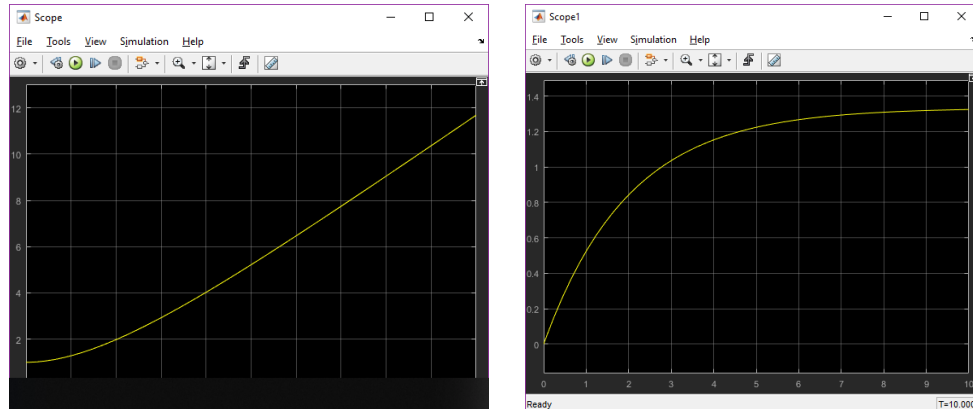 Scope
File Tools View Simulation Help
12
10
8
6
4
2
Scope1
File Tools View Simulation Help
1.4
1.2
1
0.8
0.6
0.4
0.2
0
0 1 2 3 4 5 6 7 8 9 10
Ready T=10.000